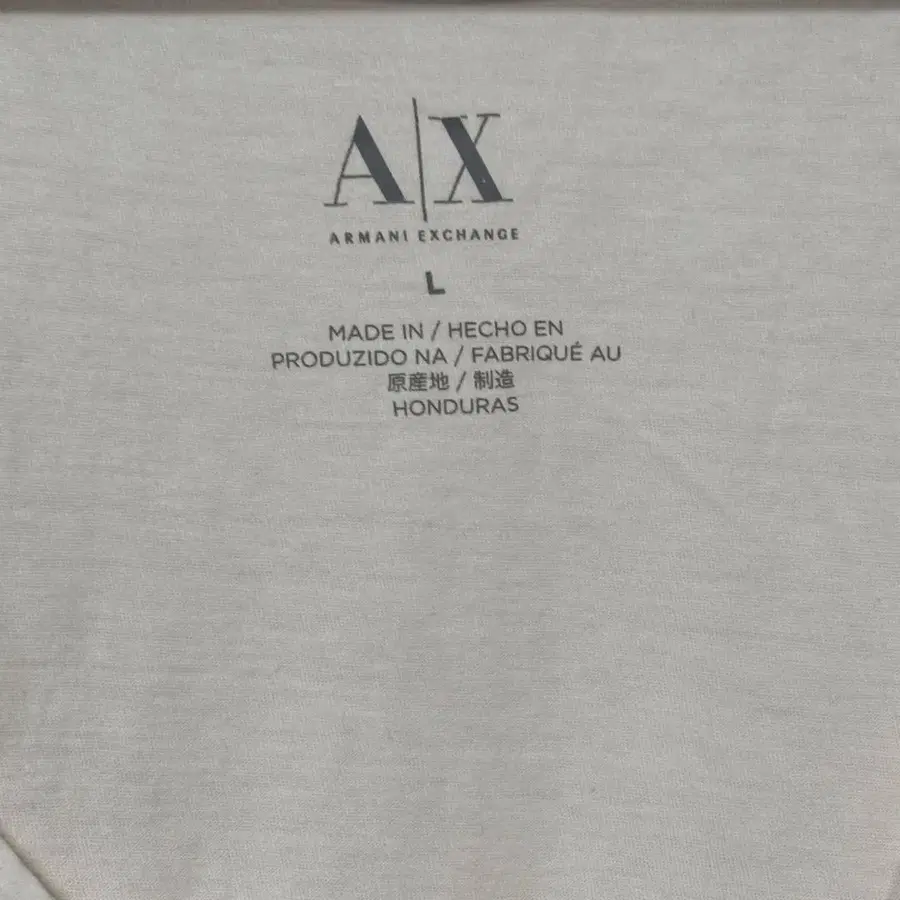 A|X
ARMANI EXCHANGE
L
MADE IN / HECHO EN
PRODUZIDO NA / FABRIQUÉ AU
原産地 / 制造
HONDURAS